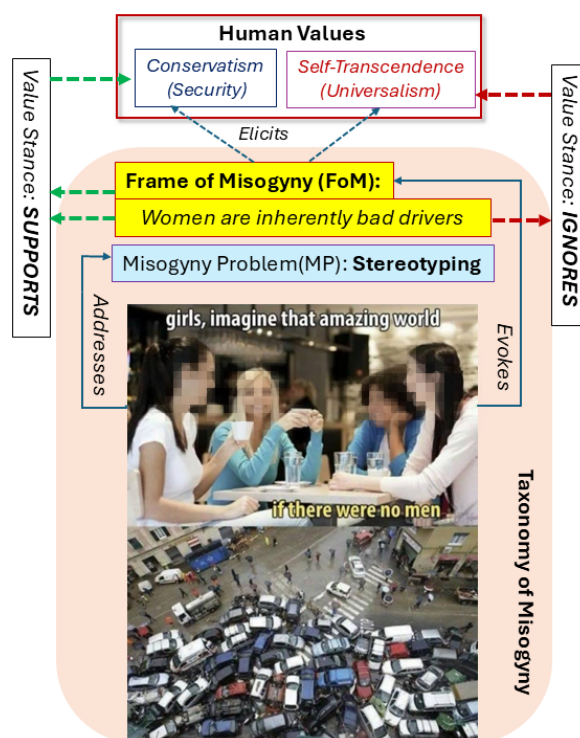 Human Values
Conservatism
(Security)
Self-Transcendence
(Universalism)
Value Stance: SUPPORTS
Value Stance: IGNORES
Elicits
Frame of Misogyny (FoM):
Women are inherently bad drivers
Misogyny Problem(MP): Stereotyping
Addresses
Evokes
girls, imagine that amazing world
if there were no men
Taxonomy of Misogyny